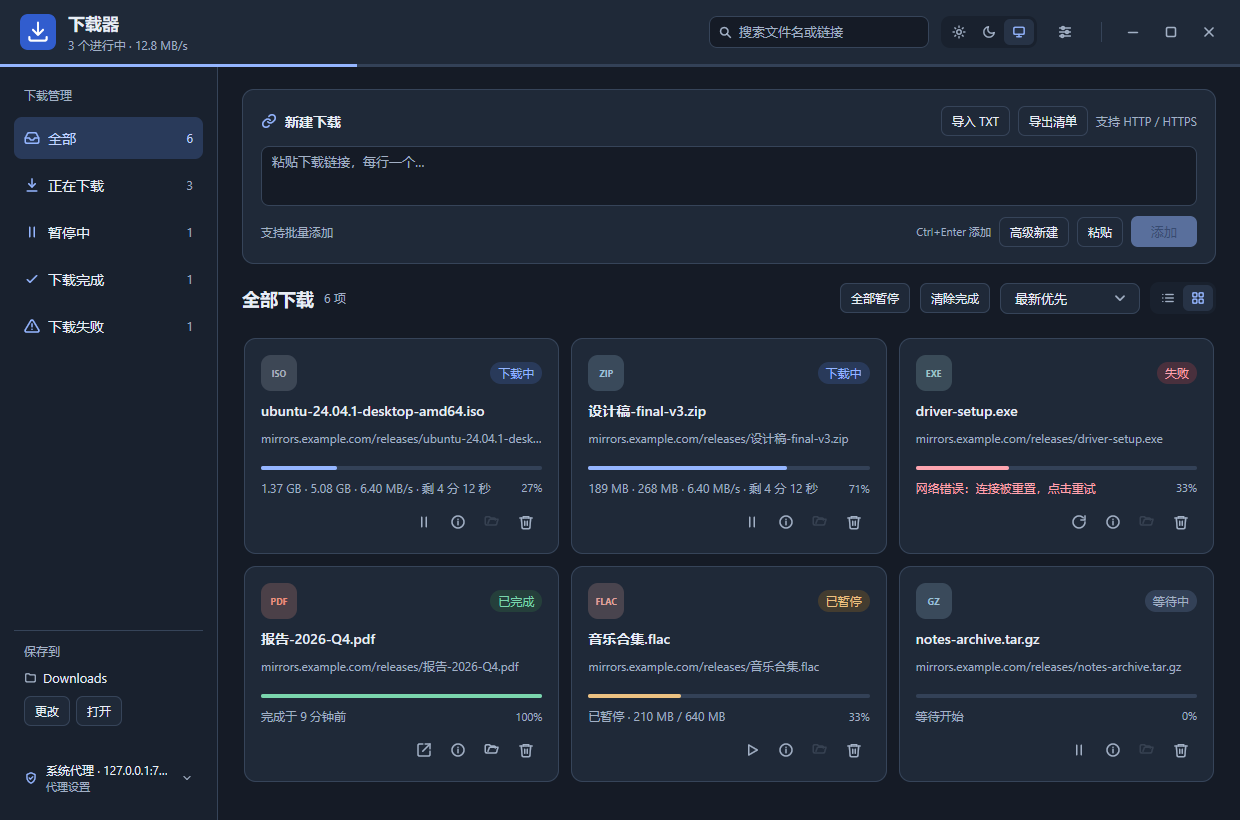 下载器
3 个进行中 · 12.8 MB/s
搜索文件名或链接
下载管理
全部 6
正在下载 3
暂停中 1
下载完成 1
下载失败 1
保存到
Downloads
更改 打开
系统代理 · 127.0.0.1:7...
代理设置
新建下载
导入 TXT 导出清单 支持 HTTP / HTTPS
粘贴下载链接，每行一个...
支持批量添加
Ctrl+Enter 添加 高级新建 粘贴 添加
全部下载 6 项
全部暂停 清除完成 最新优先
ISO 下载中
ubuntu-24.04.1-desktop-amd64.iso
mirrors.example.com/releases/ubuntu-24.04.1-desk...
1.37 GB · 5.08 GB · 6.40 MB/s · 剩 4 分 12 秒 27%
ZIP 下载中
设计稿-final-v3.zip
mirrors.example.com/releases/设计稿-final-v3.zip
189 MB · 268 MB · 6.40 MB/s · 剩 4 分 12 秒 71%
EXE 失败
driver-setup.exe
mirrors.example.com/releases/driver-setup.exe
网络错误：连接被重置，点击重试 33%
PDF 已完成
报告-2026-Q4.pdf
mirrors.example.com/releases/报告-2026-Q4.pdf
完成于 9 分钟前 100%
FLAC 已暂停
音乐合集.flac
mirrors.example.com/releases/音乐合集.flac
已暂停 · 210 MB / 640 MB 33%
GZ 等待中
notes-archive.tar.gz
mirrors.example.com/releases/notes-archive.tar.gz
等待开始 0%